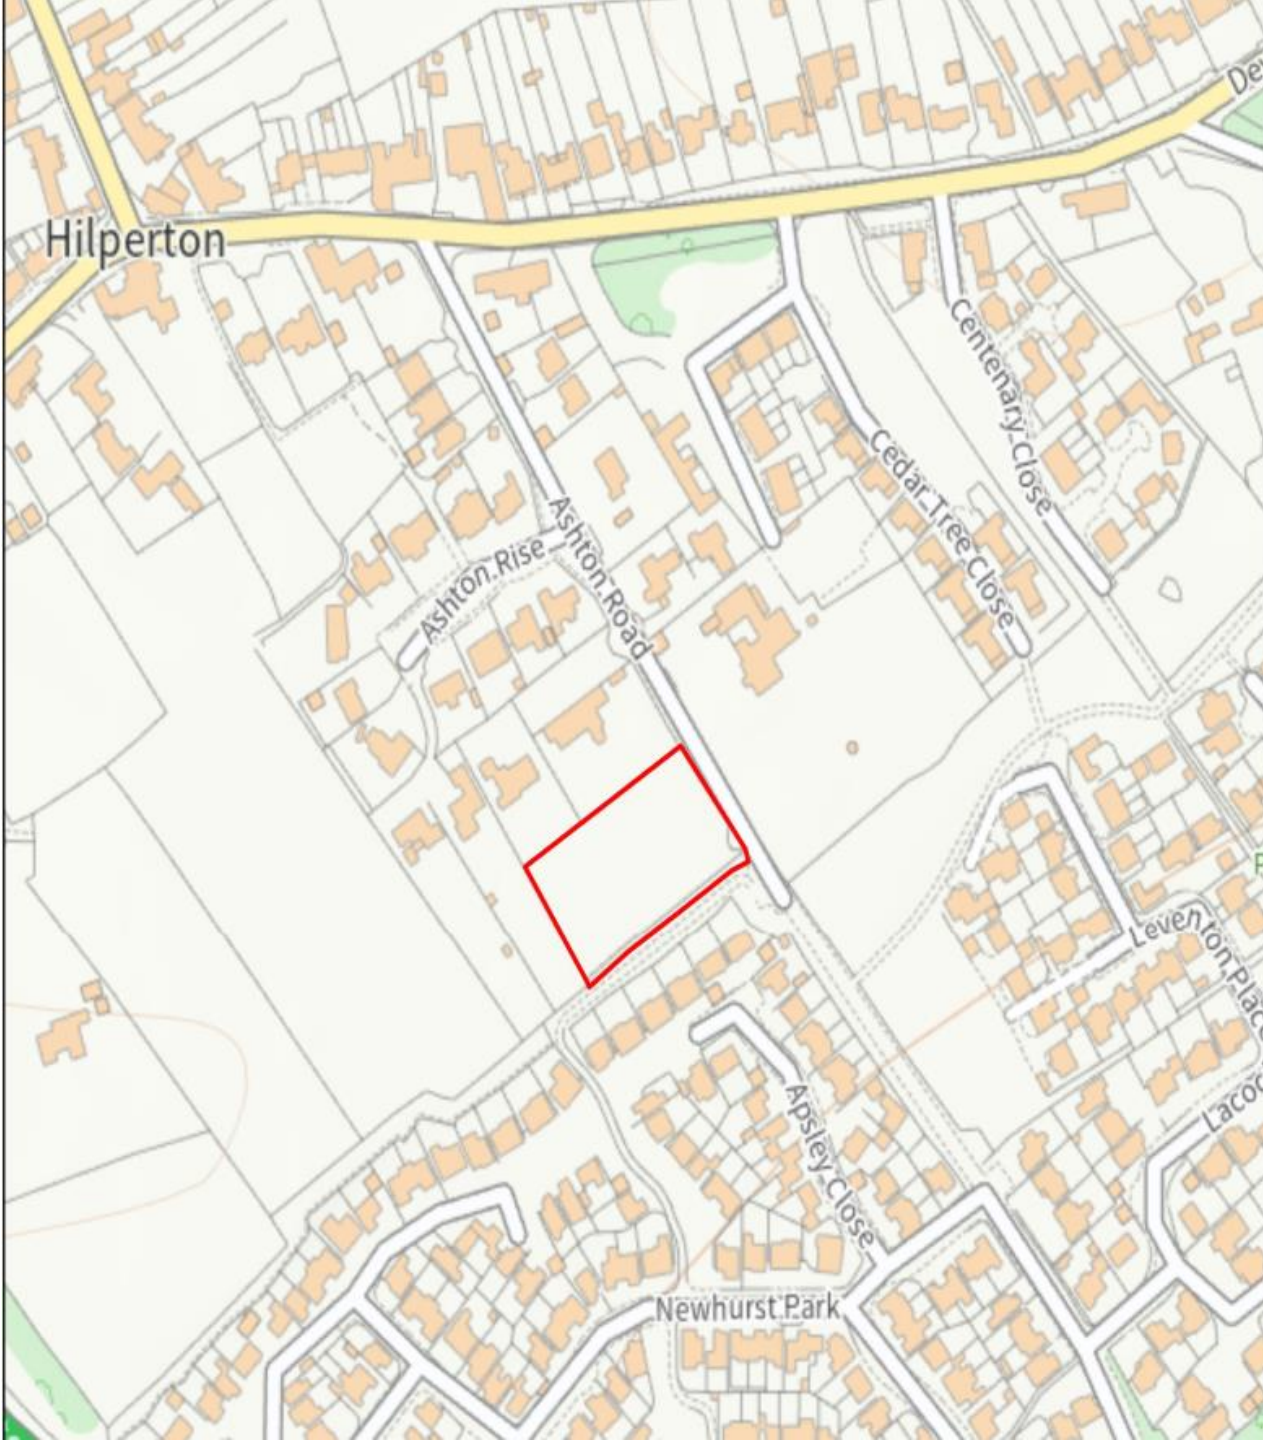 Hilperton
Centenary Close
Cedar Tree Close
Ashton Road
Ashton Rise
Leventon Place
Apsley Close
Newhurst Park